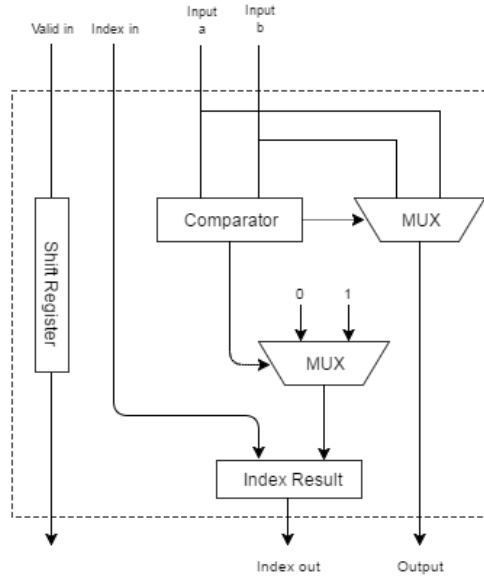 Valid in
Index in
Input
a
Input
b
Shift Register
Comparator
MUX
0
1
MUX
Index Result
Index out
Output